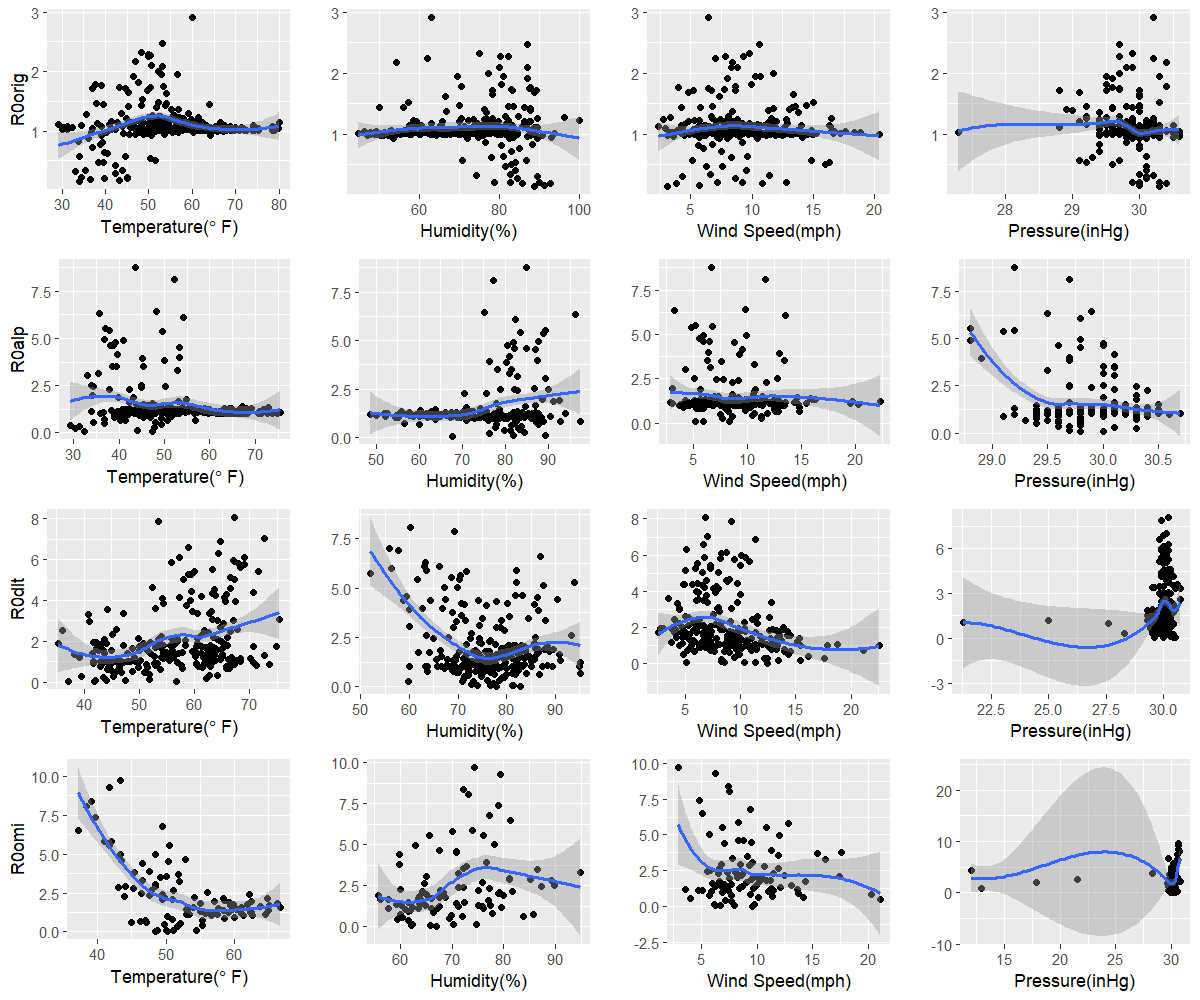 3 3 3 3
2 2 2 2
R0orig
1 1 1 1
30 40 50 60 70 80 60 80 100 5 10 15 20 28 29 30
Temperature(° F) Humidity(%) Wind Speed(mph) Pressure(inHg)
7.5 7.5 7.5 7.5
5.0 5.0 5.0 5.0
R0alp
2.5 2.5 2.5 2.5
0.0 0.0 0.0 0.0
30 40 50 60 70 50 60 70 80 90 5 10 15 20 29.0 29.5 30.0 30.5
Temperature(° F) Humidity(%) Wind Speed(mph) Pressure(inHg)
8 7.5 8 6
6 5.0 6 3
R0dlt
4 2.5 4 0
2 0.0 2 -3
0 0
40 50 60 70 50 60 70 80 90 5 10 15 20 22.5 25.0 27.5 30.0
Temperature(° F) Humidity(%) Wind Speed(mph) Pressure(inHg)
10.0 10.0 10.0 20
7.5 7.5 7.5 10
R0omi
5.0 5.0 5.0 0
2.5 2.5 2.5 -10
0.0 0.0 0.0
-2.5
40 50 60 60 70 80 90 5 10 15 20 15 20 25 30
Temperature(° F) Humidity(%) Wind Speed(mph) Pressure(inHg)